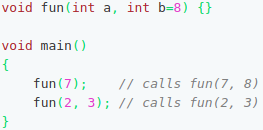 void fun(int a, int b=8) {}
void main()
{
    fun(7);    // calls fun(7, 8)
    fun(2, 3); // calls fun(2, 3)
}